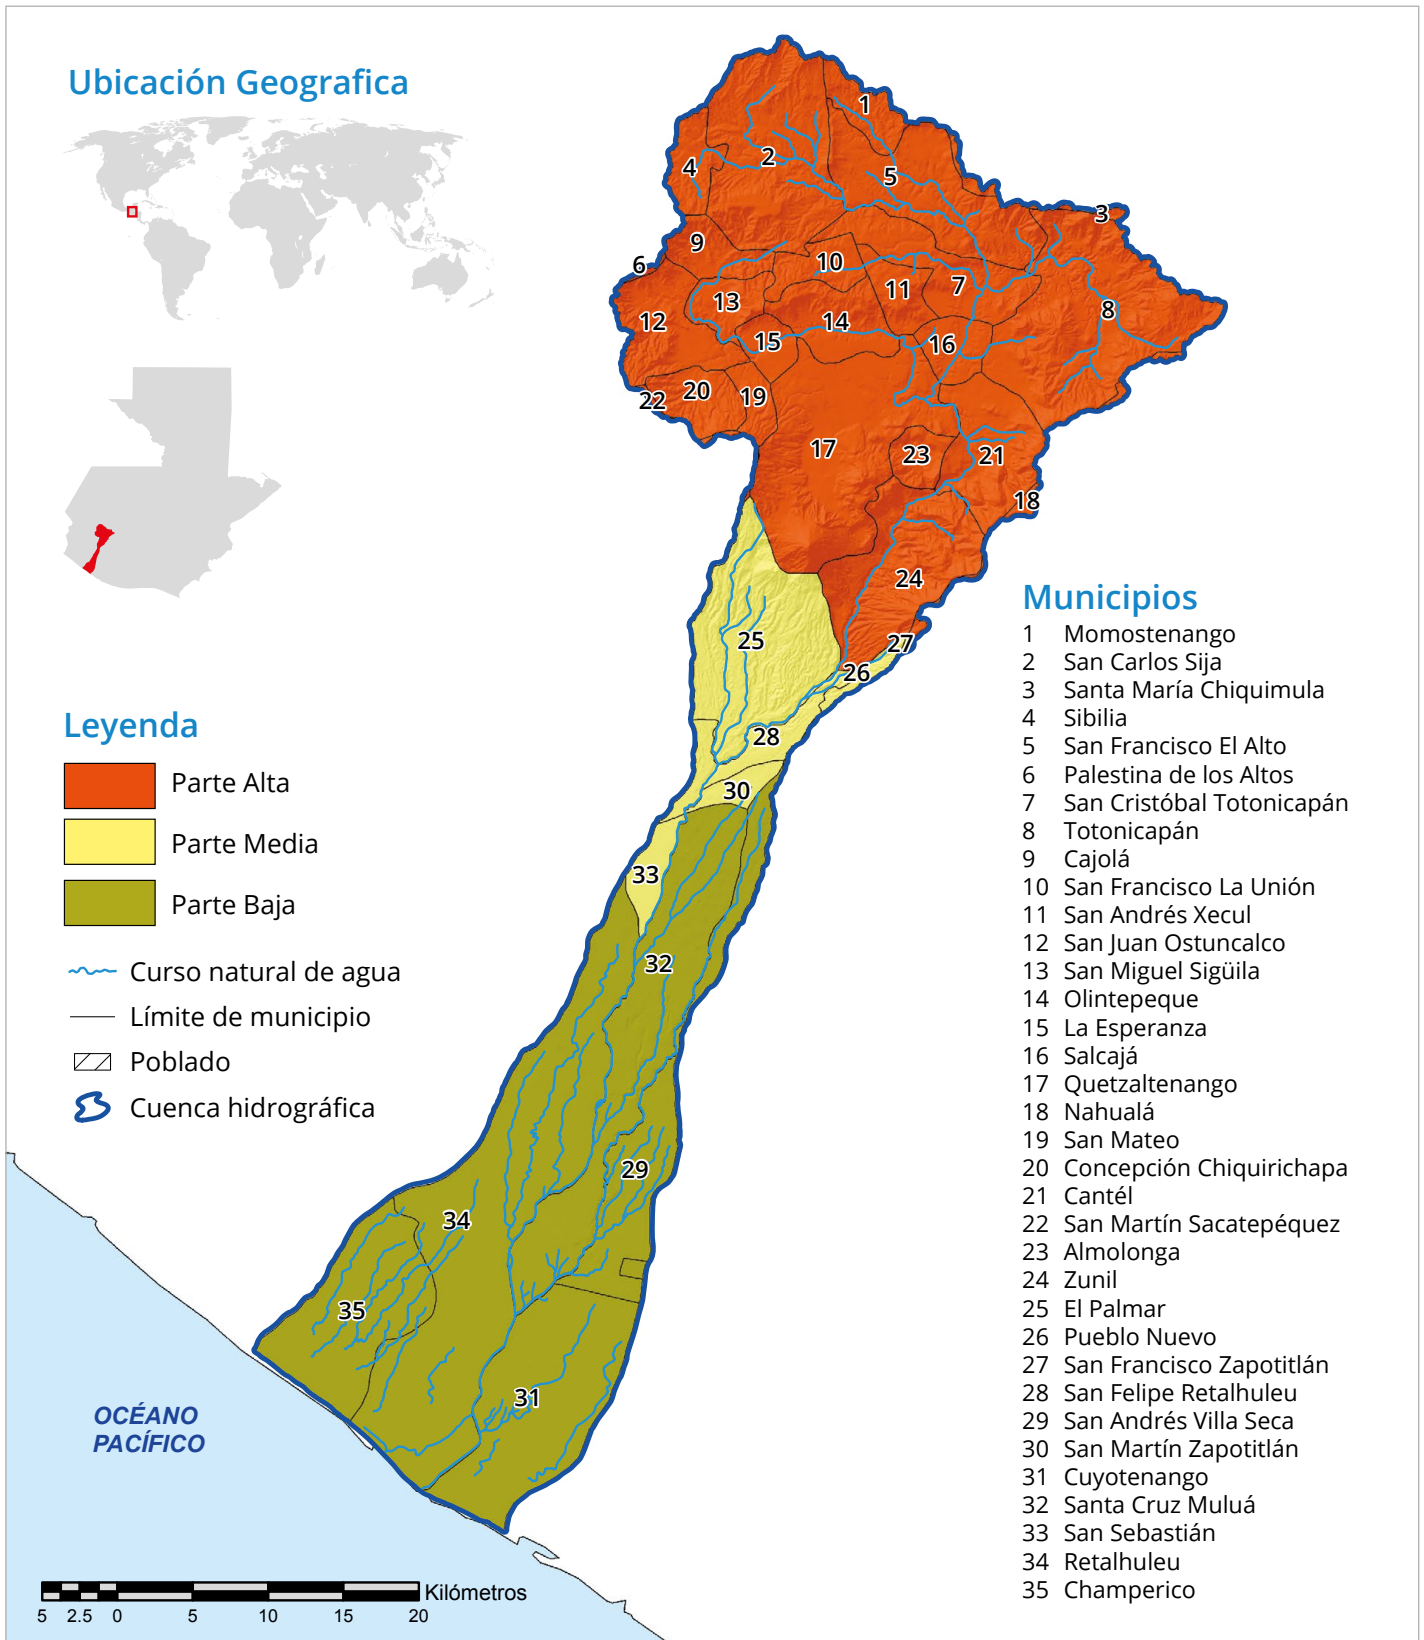 Ubicación Geografica
1
2
3
4
5
6
7
8
9
10
11
12
13
14
15
16
17
18
19
20
21
22
23
24
25
26
27
28
29
30
31
32
33
34
35
Leyenda
Parte Alta
Parte Media
Parte Baja
Curso natural de agua
Límite de municipio
Poblado
Cuenca hidrográfica
Municipios
1 Momostenango
2 San Carlos Sija
3 Santa María Chiquimula
4 Sibilia
5 San Francisco El Alto
6 Palestina de los Altos
7 San Cristóbal Totonicapán
8 Totonicapán
9 Cajolá
10 San Francisco La Unión
11 San Andrés Xecul
12 San Juan Ostuncalco
13 San Miguel Sigüila
14 Olintepeque
15 La Esperanza
16 Salcajá
17 Quetzaltenango
18 Nahualá
19 San Mateo
20 Concepción Chiquirichapa
21 Cantél
22 San Martín Sacatepéquez
23 Almolonga
24 Zunil
25 El Palmar
26 Pueblo Nuevo
27 San Francisco Zapotitlán
28 San Felipe Retalhuleu
29 San Andrés Villa Seca
30 San Martín Zapotitlán
31 Cuyotenango
32 Santa Cruz Muluá
33 San Sebastián
34 Retalhuleu
35 Champerico
OCÉANO
PACÍFICO
Kilómetros
5 2.5 0 5 10 15 20